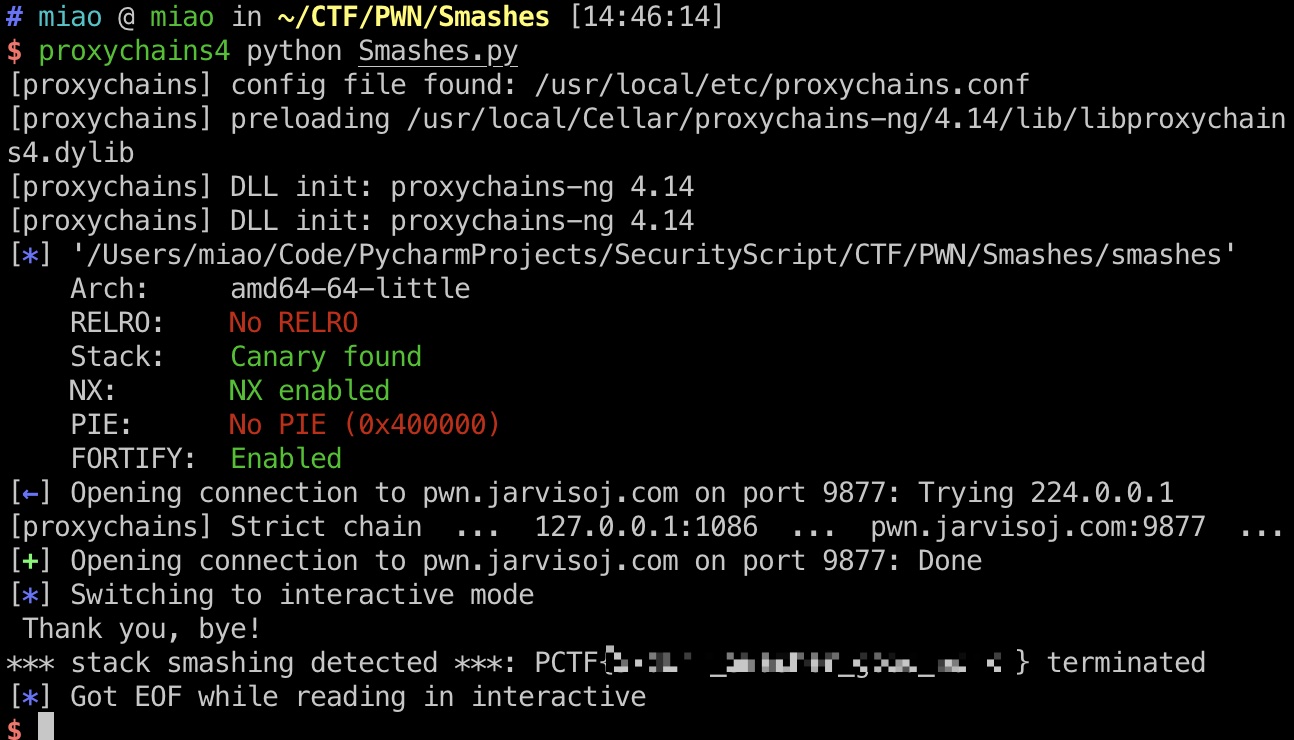 # miao @ miao in ~/CTF/PWN/Smashes [14:46:14]
$ proxychains4 python Smashes.py
[proxychains] config file found: /usr/local/etc/proxychains.conf
[proxychains] preloading /usr/local/Cellar/proxychains-ng/4.14/lib/libproxychain
s4.dylib
[proxychains] DLL init: proxychains-ng 4.14
[proxychains] DLL init: proxychains-ng 4.14
[*] '/Users/miao/Code/PycharmProjects/SecurityScript/CTF/PWN/Smashes/smashes'
    Arch:     amd64-64-little
    RELRO:    No RELRO
    Stack:    Canary found
    NX:       NX enabled
    PIE:      No PIE (0x400000)
    FORTIFY:  Enabled
[←] Opening connection to pwn.jarvisoj.com on port 9877: Trying 224.0.0.1
[proxychains] Strict chain  ...  127.0.0.1:1086  ...  pwn.jarvisoj.com:9877  ...
[+] Opening connection to pwn.jarvisoj.com on port 9877: Done
[*] Switching to interactive mode
 Thank you, bye!
*** stack smashing detected ***: PCTF{ } terminated
[*] Got EOF while reading in interactive
$